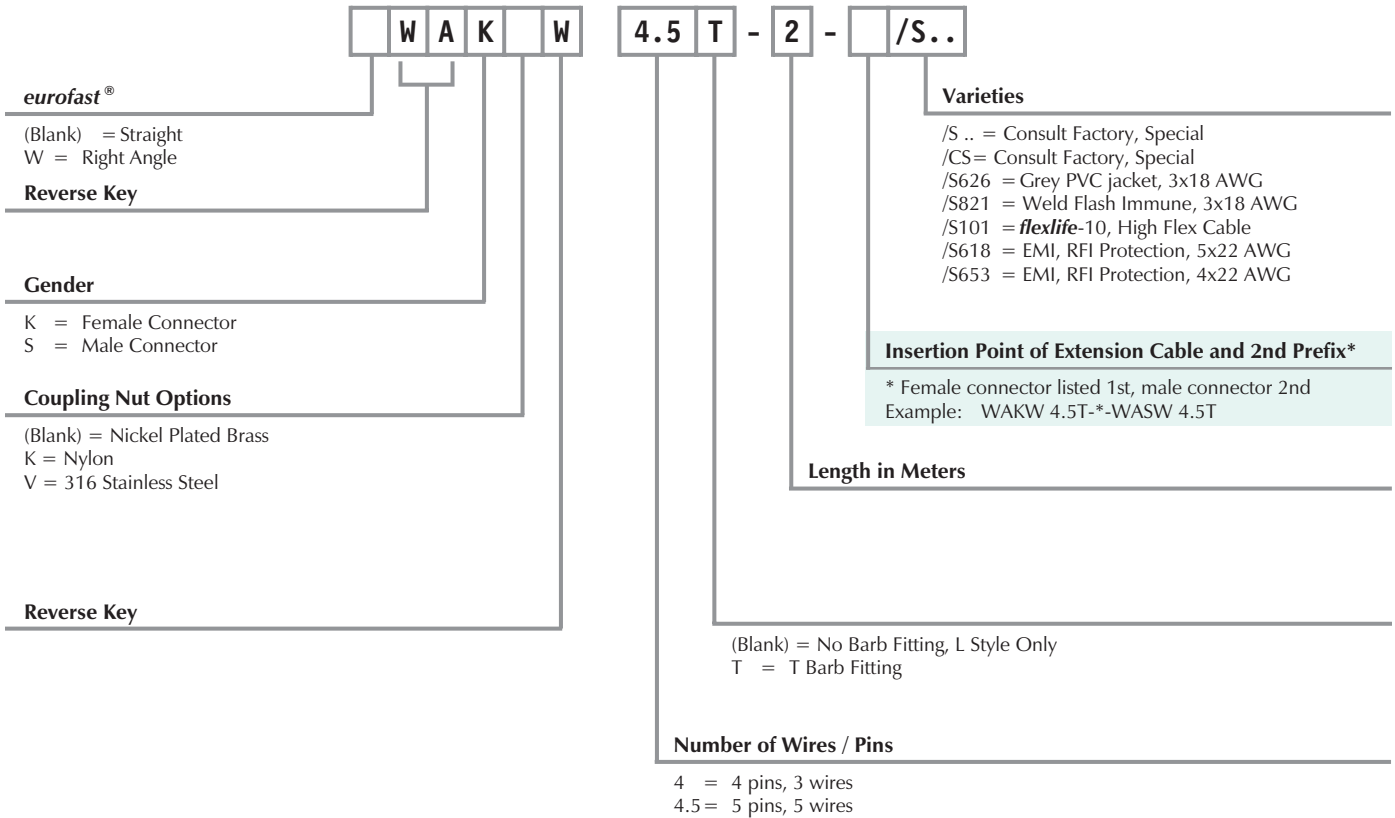 W A K W 4.5 T - 2 - /S..
eurofast®
(Blank) = Straight
W = Right Angle
Reverse Key
Gender
K = Female Connector
S = Male Connector
Coupling Nut Options
(Blank) = Nickel Plated Brass
K = Nylon
V = 316 Stainless Steel
Reverse Key
Varieties
/S .. = Consult Factory, Special
/CS= Consult Factory, Special
/S626 = Grey PVC jacket, 3x18 AWG
/S821 = Weld Flash Immune, 3x18 AWG
/S101 = flexlife-10, High Flex Cable
/S618 = EMI, RFI Protection, 5x22 AWG
/S653 = EMI, RFI Protection, 4x22 AWG
Insertion Point of Extension Cable and 2nd Prefix*
* Female connector listed 1st, male connector 2nd
Example: WAKW 4.5T-*-WASW 4.5T
Length in Meters
(Blank) = No Barb Fitting, L Style Only
T = T Barb Fitting
Number of Wires / Pins
4 = 4 pins, 3 wires
4.5= 5 pins, 5 wires